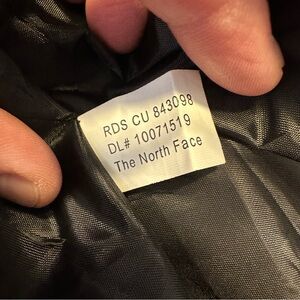 RDS CU 843098
DL# 10071519
The North Face